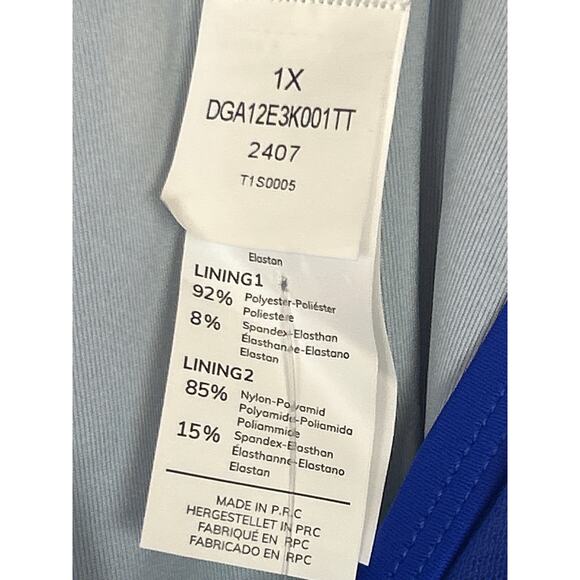 1X
DGA12E3K001TT
2407
T1S0005
Elastan
LINING1
92% Polyester-Poliéster
Poliestere
8% Spandex-Elasthan
Élasthanne-Elastano
Elastan
LINING2
85% Nylon-Polyamid
Polyamide-Poliamida
Poliammide
15% Spandex-Elasthan
Élasthanne-Elastano
Elastan
MADE IN P.R.C
HERGESTELLET IN PRC
FABRIQUÉ EN RPC
FABRICADO EN RPC